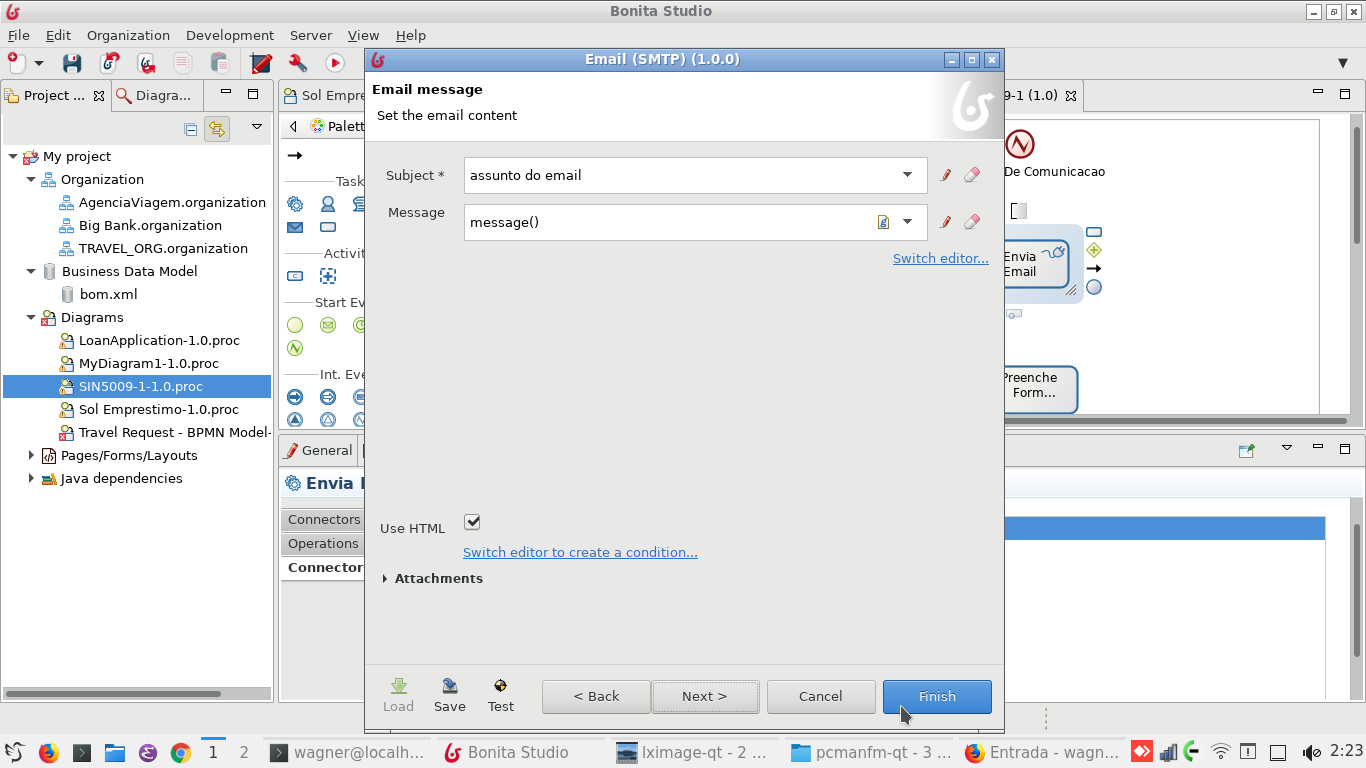 Bonita Studio
File Edit Organization Development Server View Help
Email (SMTP) (1.0.0)
Project ... Diagra...
Sol Empre
9-1 (1.0)
Email message
Set the email content
Palett
My project
Organization
AgenciaViagem.organization
Big Bank.organization
TRAVEL_ORG.organization
Business Data Model
bom.xml
Diagrams
LoanApplication-1.0.proc
MyDiagram1-1.0.proc
SIN5009-1-1.0.proc
Sol Emprestimo-1.0.proc
Travel Request - BPMN Model-
Pages/Forms/Layouts
Java dependencies
Task
Activit
Start Ev
Int. Eve
Subject * assunto do email
Message message()
Switch editor...
Use HTML
Switch editor to create a condition...
Attachments
Load Save Test < Back Next > Cancel Finish
De Comunicacao
Envia
Email
Preenche
Form...
General
Envia
Connectors
Operations
Connector
1 2 wagner@localh... Bonita Studio lximage-qt - 2 ... pcmanfm-qt - 3 ... Entrada - wagn... 2:23